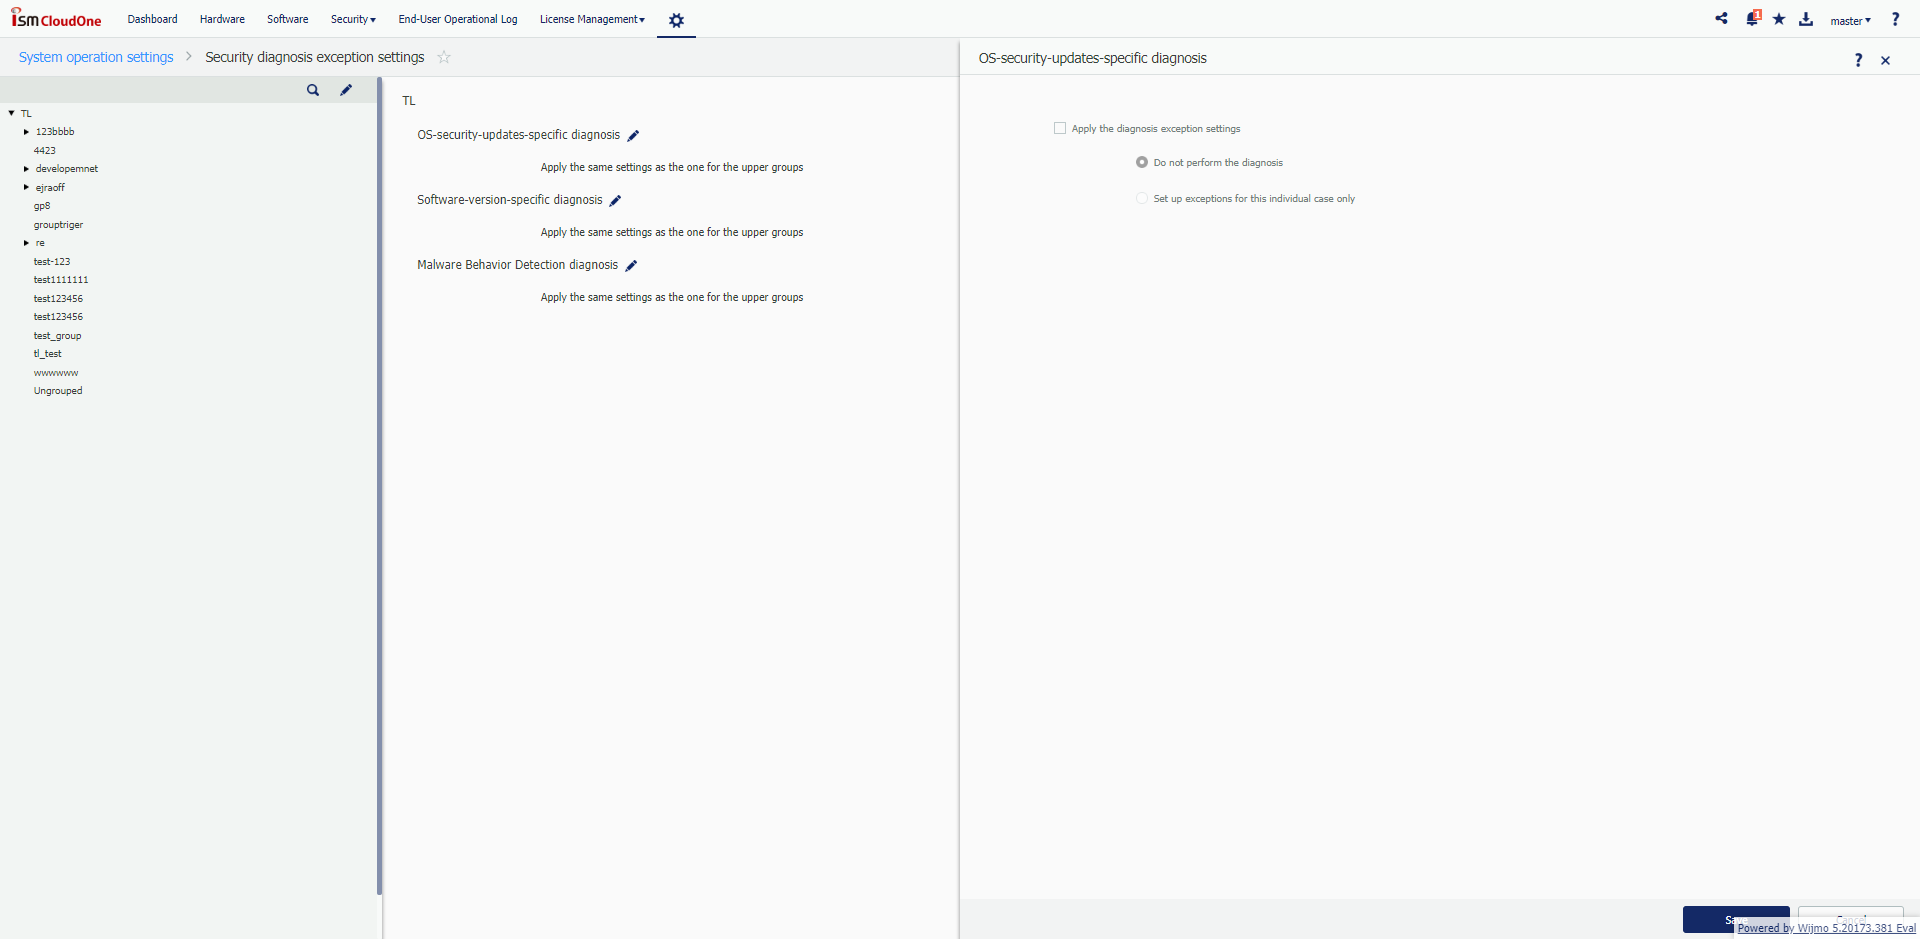 ism CloudOne Dashboard Hardware Software Security End-User Operational Log License Management 1 master ?
System operation settings > Security diagnosis exception settings
OS-security-updates-specific diagnosis ?
TL
123bbbb
4423
developemnet
ejraoff
gp8
grouptriger
re
test-123
test1111111
test123456
test123456
test_group
tl_test
wwwwww
Ungrouped
TL
OS-security-updates-specific diagnosis
Apply the same settings as the one for the upper groups
Software-version-specific diagnosis
Apply the same settings as the one for the upper groups
Malware Behavior Detection diagnosis
Apply the same settings as the one for the upper groups
Apply the diagnosis exception settings
Do not perform the diagnosis
Set up exceptions for this individual case only
Save Cancel
Powered by Wijmo 5.20173.381 Eval